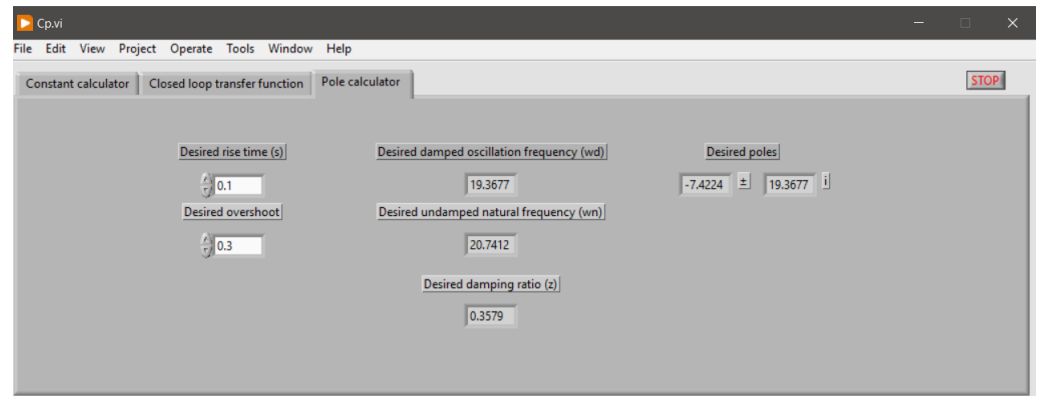 Cp.vi
File Edit View Project Operate Tools Window Help
Constant calculator Closed loop transfer function Pole calculator STOP
Desired rise time (s) Desired damped oscillation frequency (wd) Desired poles
0.1 19.3677 -7.4224 ± 19.3677 i
Desired overshoot Desired undamped natural frequency (wn)
0.3 20.7412
Desired damping ratio (z)
0.3579